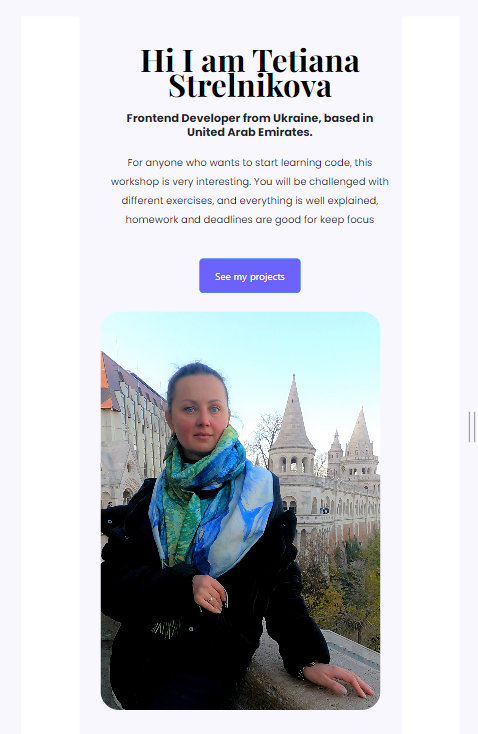 Hi I am Tetiana
Strelnikova
Frontend Developer from Ukraine, based in
United Arab Emirates.
For anyone who wants to start learning code, this
workshop is very interesting. You will be challenged with
different exercises, and everything is well explained,
homework and deadlines are good for keep focus
See my projects